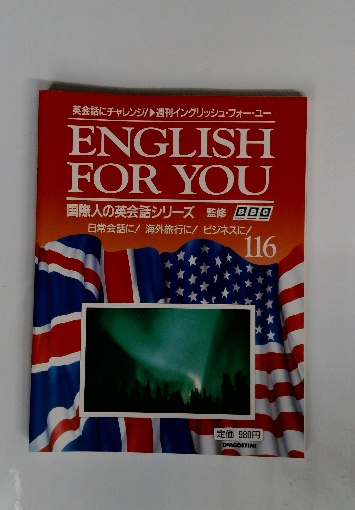 英会話にチャレンジ!▶週刊イングリッシュ・フォー・ユー
ENGLISH
FOR YOU
国際人の英会話シリーズ 監修 BBC
日常会話に! 海外旅行に! ビジネスに!
116
定価 980円
DEAGOSTINI